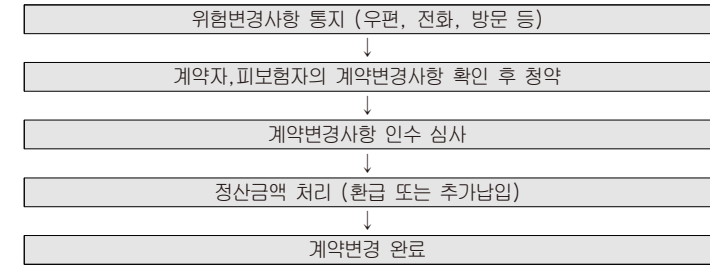 위험변경사항 통지 (우편, 전화, 방문 등)
↓
계약자,피보험자의 계약변경사항 확인 후 청약
↓
계약변경사항 인수 심사
↓
정산금액 처리 (환급 또는 추가납입)
↓
계약변경 완료